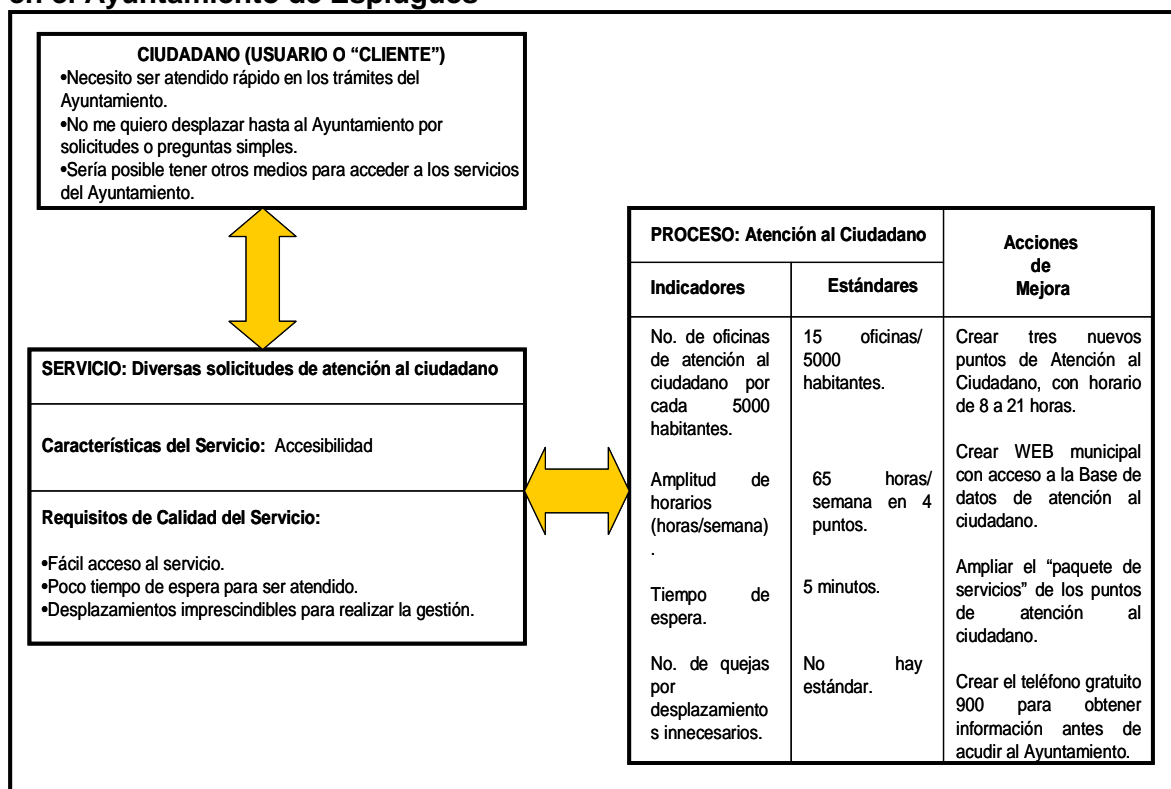 en el Ayuntamiento de Esplugues
CIUDADANO (USUARIO O “CLIENTE”)
•Necesito ser atendido rápido en los trámites del
Ayuntamiento.
•No me quiero desplazar hasta al Ayuntamiento por
solicitudes o preguntas simples.
•Sería posible tener otros medios para acceder a los servicios
del Ayuntamiento.
SERVICIO: Diversas solicitudes de atención al ciudadano
Características del Servicio: Accesibilidad
Requisitos de Calidad del Servicio:
•Fácil acceso al servicio.
•Poco tiempo de espera para ser atendido.
•Desplazamientos imprescindibles para realizar la gestión.
PROCESO: Atención al Ciudadano
Indicadores
Estándares
Acciones
de
Mejora
No. de oficinas
de atención al
ciudadano por
cada 5000
habitantes.
15 oficinas/
5000
habitantes.
Amplitud de
horarios
(horas/semana)
.
65 horas/
semana en 4
puntos.
Tiempo de
espera.
5 minutos.
No. de quejas
por
desplazamiento
s innecesarios.
No hay
estándar.
Crear tres nuevos
puntos de Atención al
Ciudadano, con horario
de 8 a 21 horas.
Crear WEB municipal
con acceso a la Base de
datos de atención al
ciudadano.
Ampliar el “paquete de
servicios” de los puntos
de atención al
ciudadano.
Crear el teléfono gratuito
900 para obtener
información antes de
acudir al Ayuntamiento.